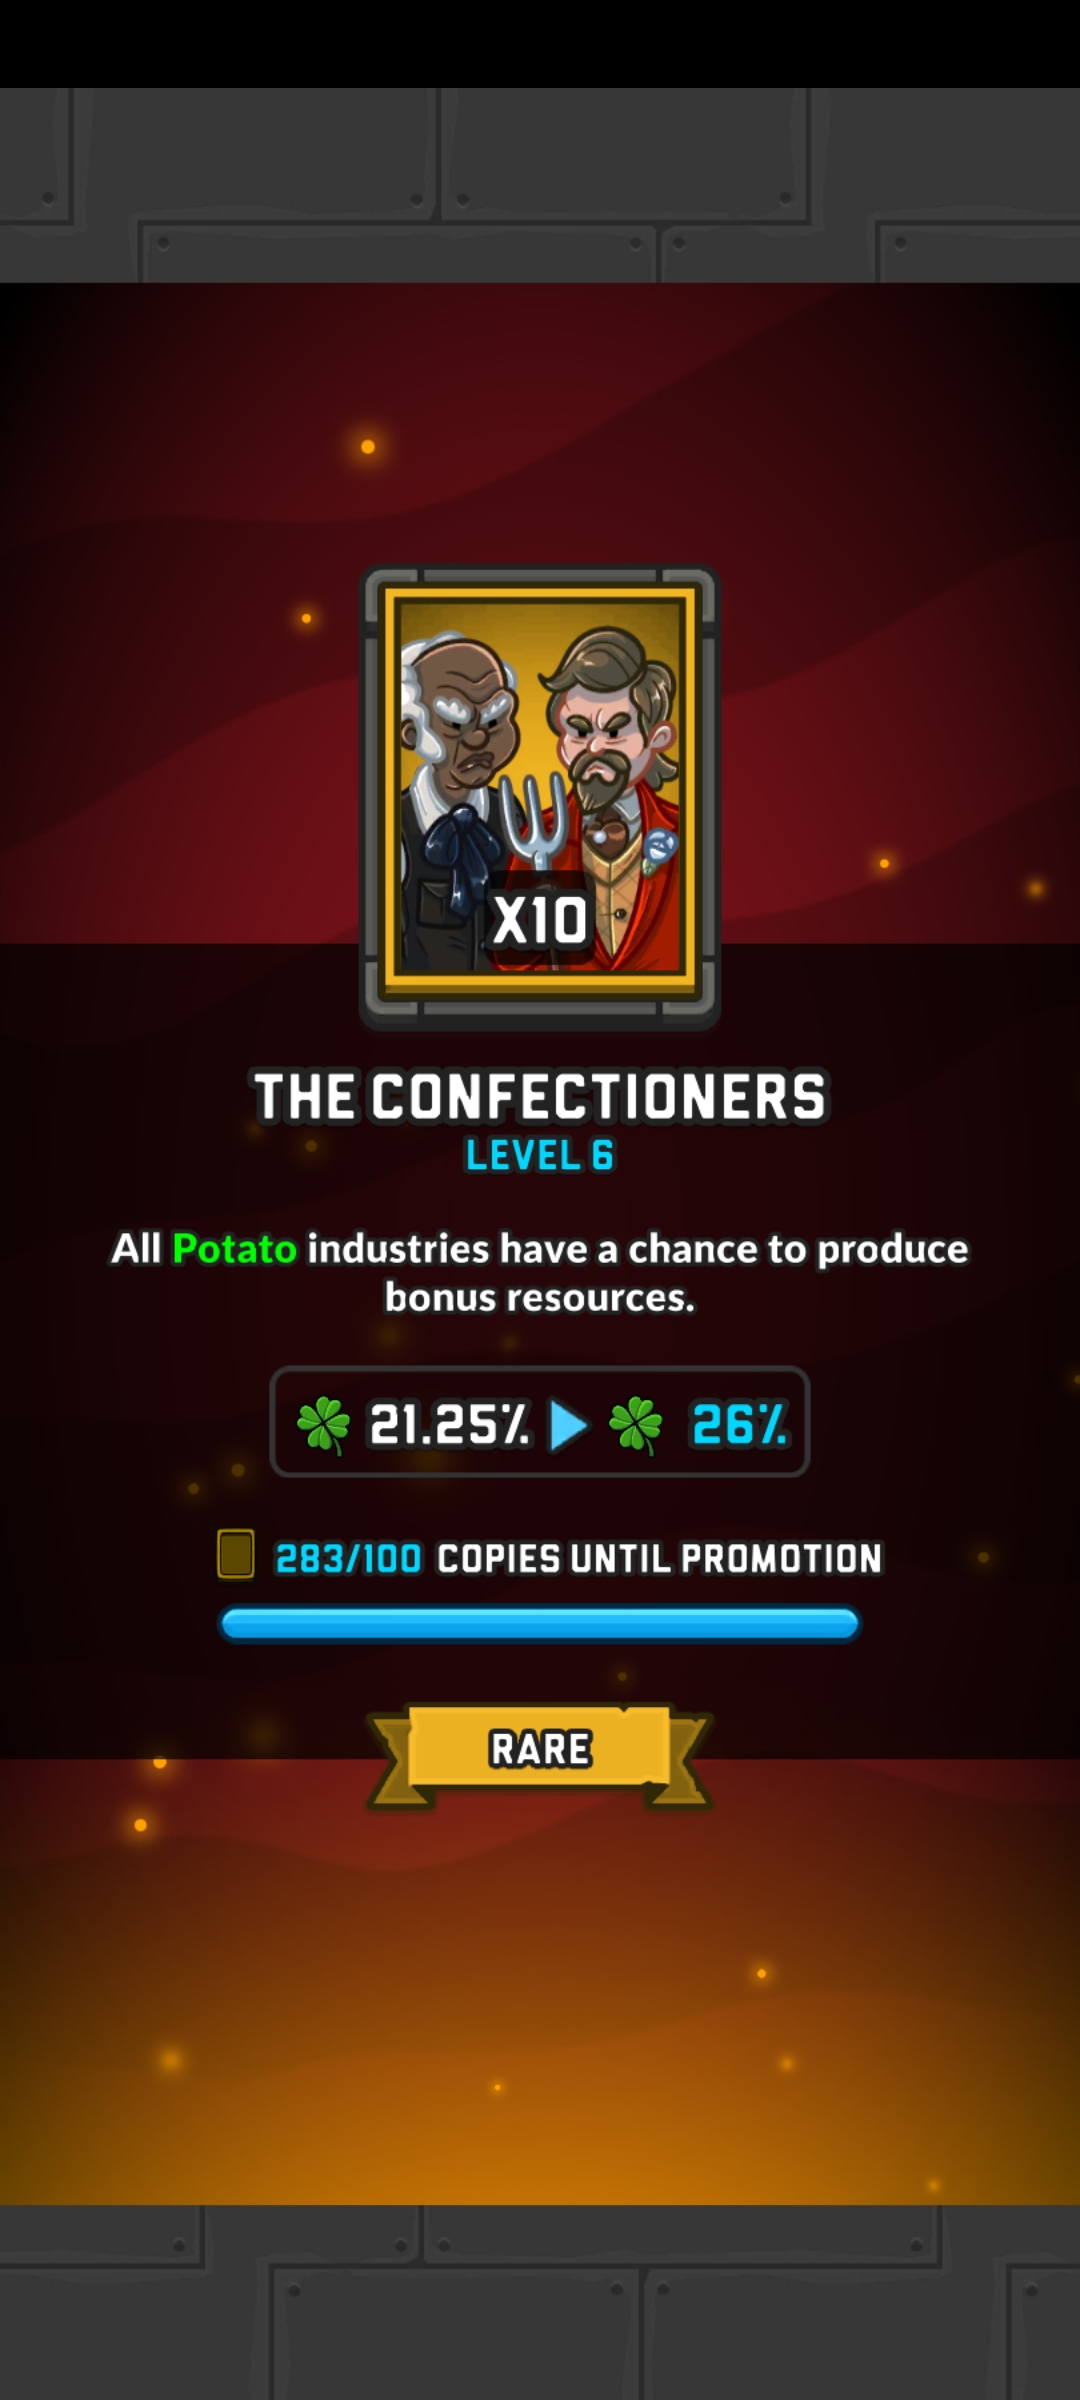 X10
THE CONFECTIONERS
LEVEL 6
All Potato industries have a chance to produce
bonus resources.
21.25% 26%
283/100 COPIES UNTIL PROMOTION
RARE